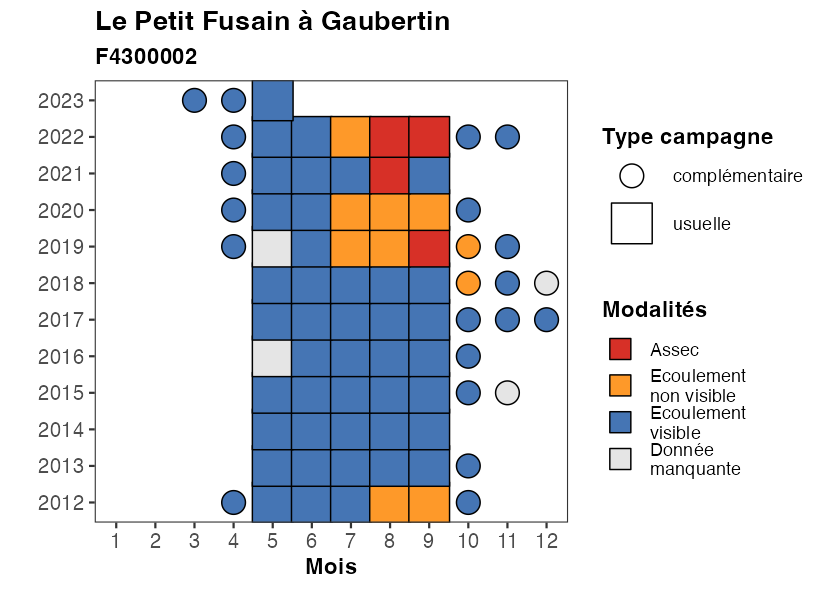 Le Petit Fusain à Gaubertin
F4300002
2023
2022
2021
2020
2019
2018
2017
2016
2015
2014
2013
2012
1 2 3 4 5 6 7 8 9 10 11 12
Mois
Type campagne
complémentaire
usuelle
Modalités
Assec
Ecoulement
non visible
Ecoulement
visible
Donnée
manquante